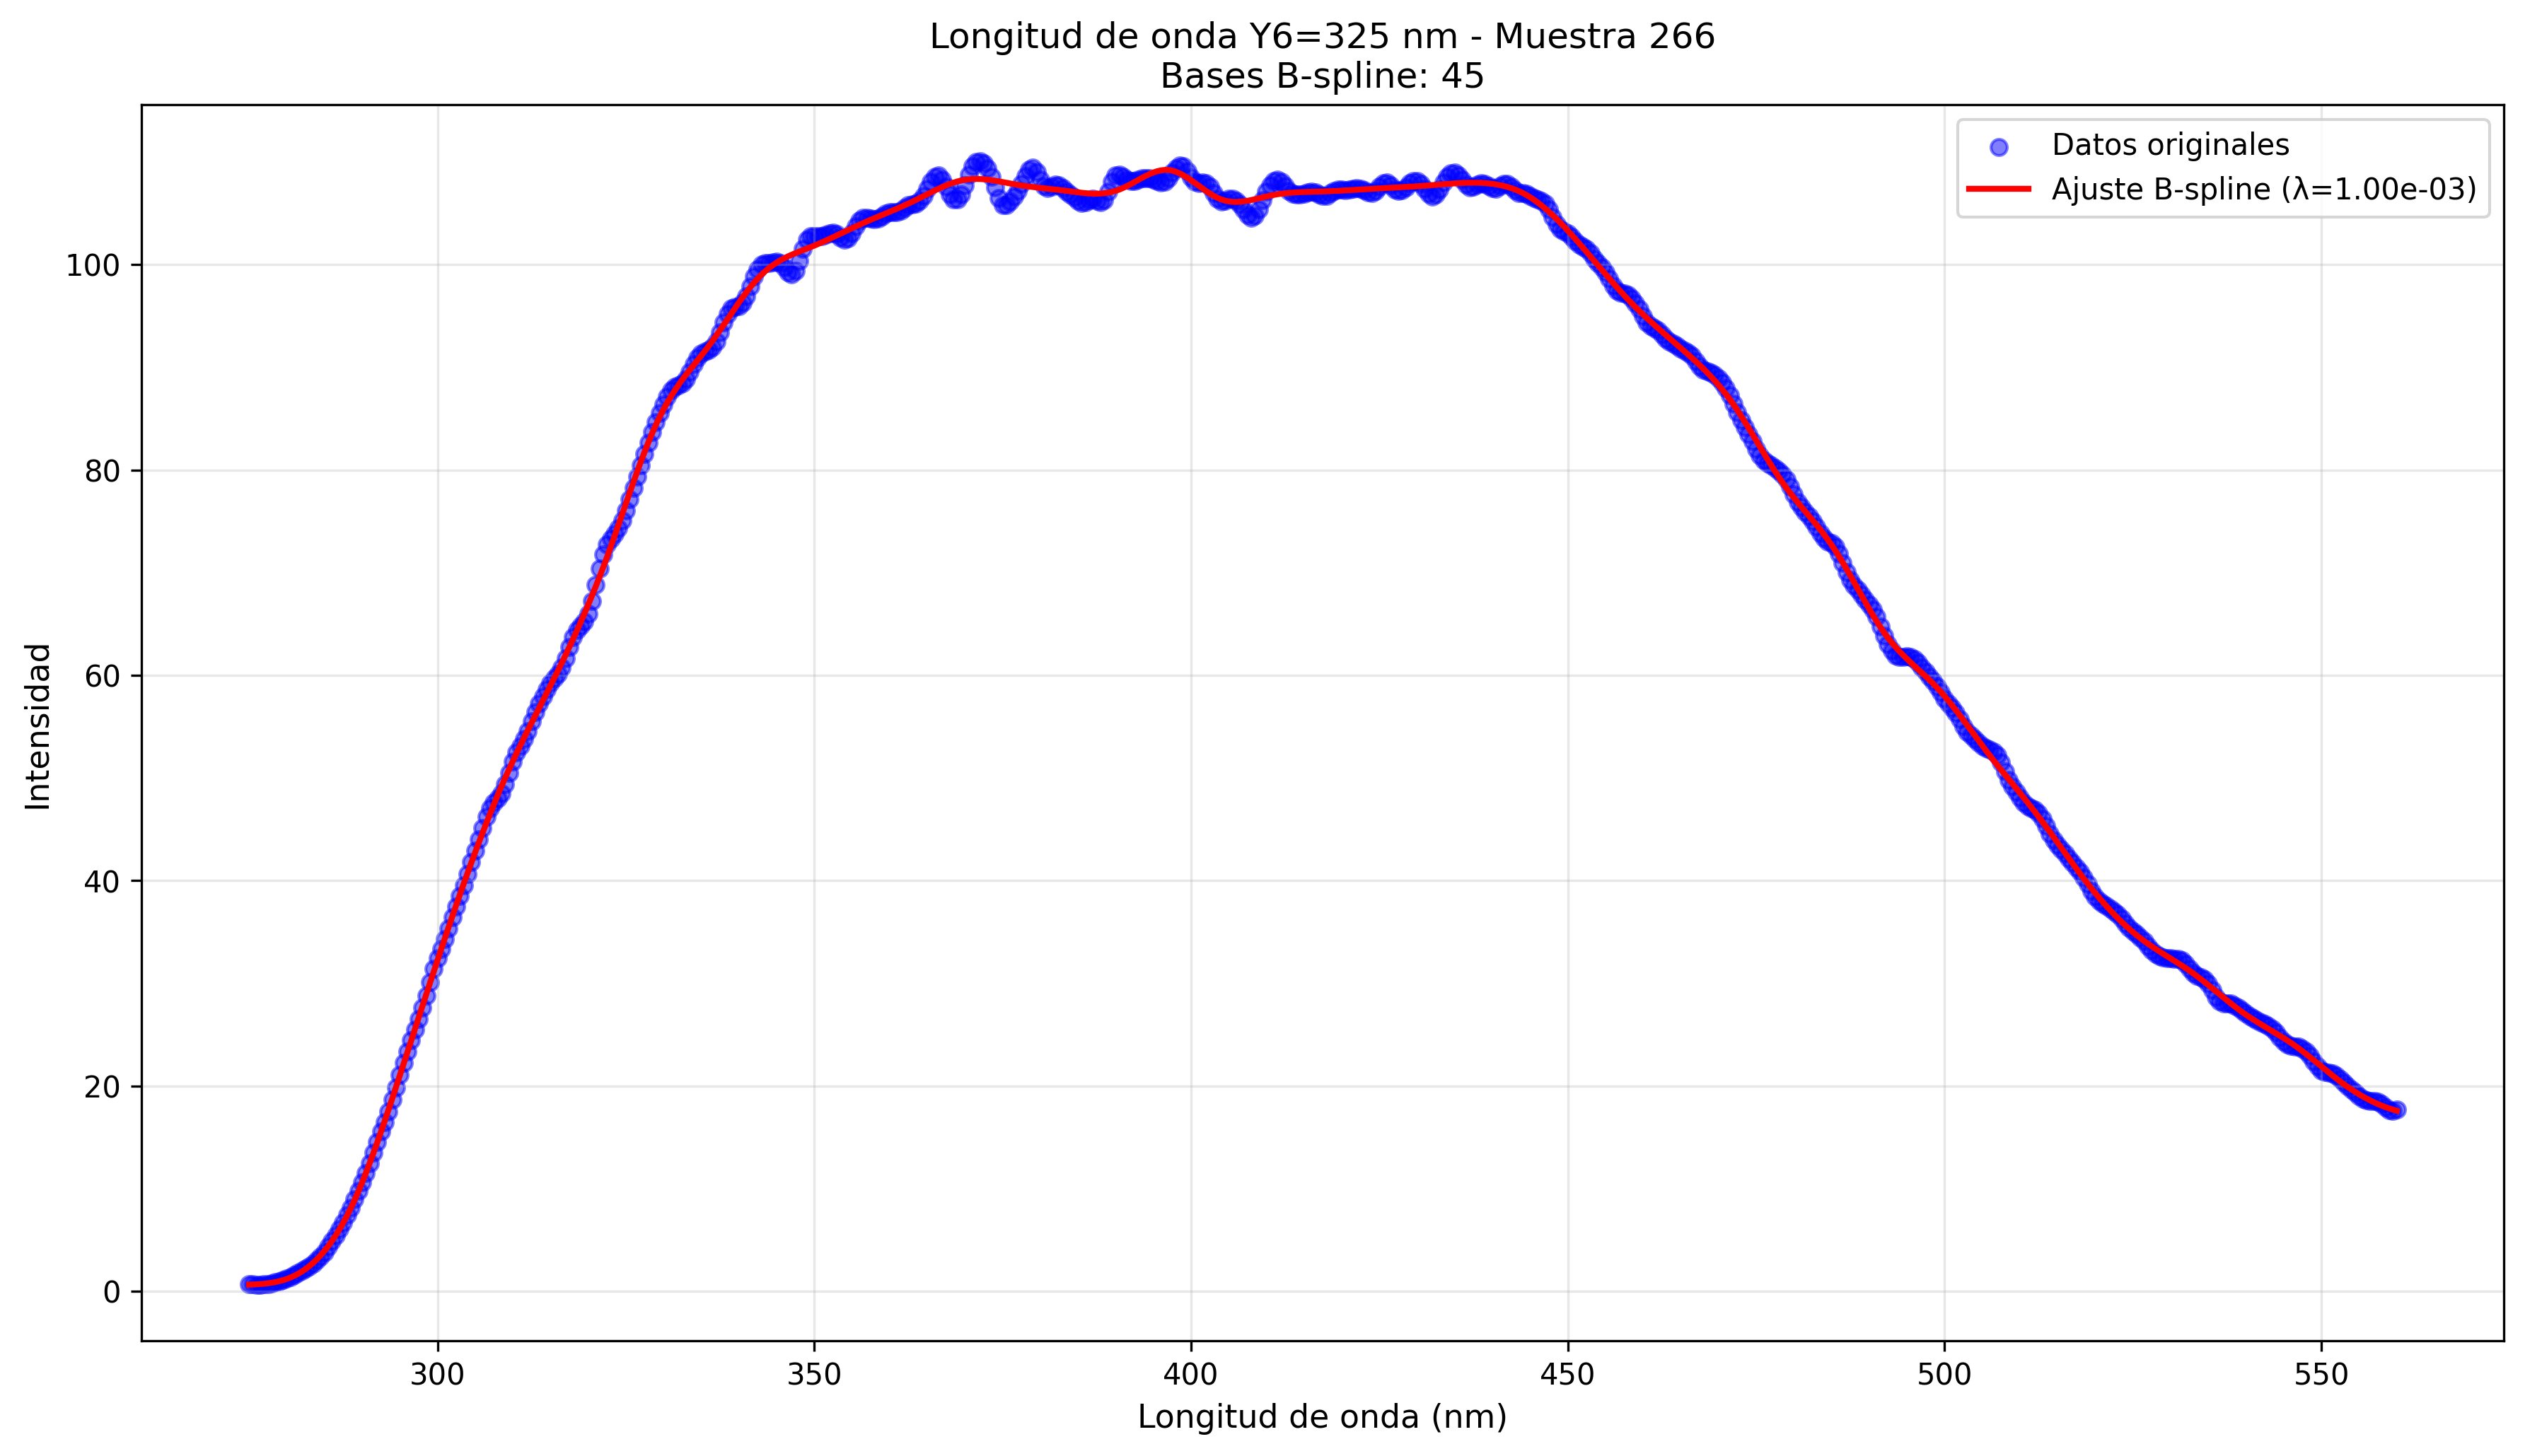 Longitud de onda Y6=325 nm - Muestra 266
Bases B-spline: 45
Datos originales
Ajuste B-spline (λ=1.00e-03)
Intensidad
100
80
60
40
20
0
300 350 400 450 500 550
Longitud de onda (nm)